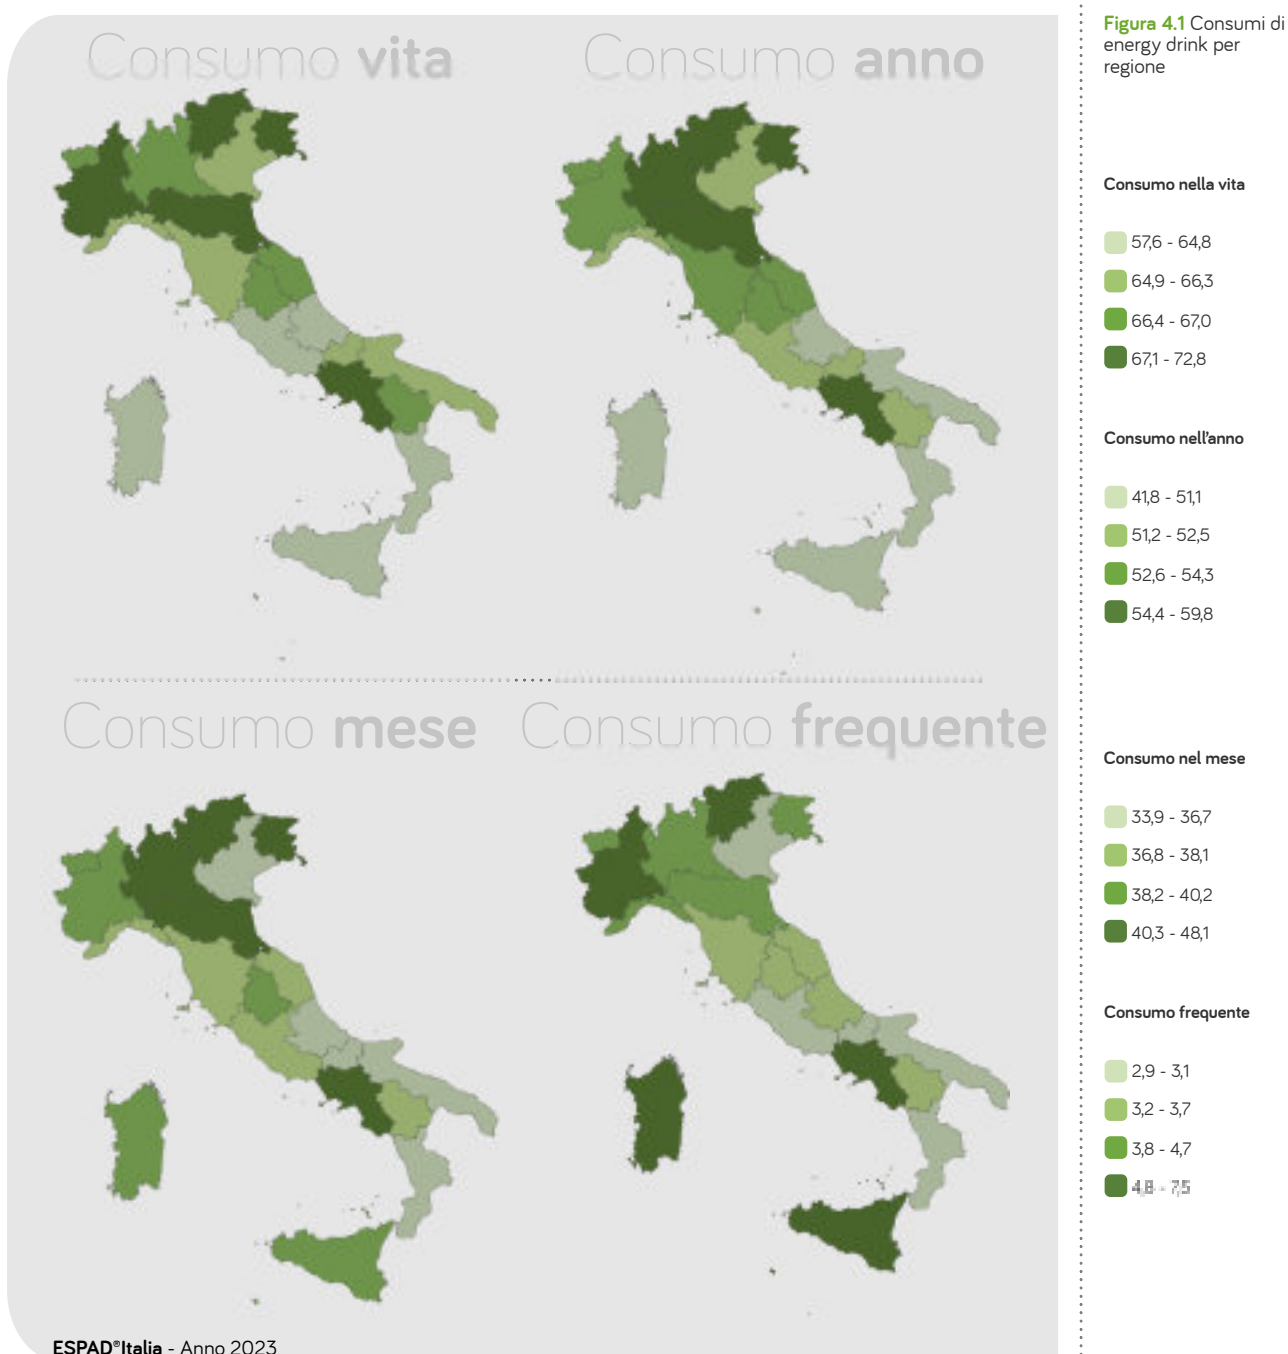 Consumo vita
Consumo anno
Consumo mese
Consumo frequente
ESPAD®Italia - Anno 2023
Figura 4.1 Consumi di
energy drink per
regione
Consumo nella vita
57,6 - 64,8
64,9 - 66,3
66,4 - 67,0
67,1 - 72,8
Consumo nell'anno
41,8 - 51,1
51,2 - 52,5
52,6 - 54,3
54,4 - 59,8
Consumo nel mese
33,9 - 36,7
36,8 - 38,1
38,2 - 40,2
40,3 - 48,1
Consumo frequente
2,9 - 3,1
3,2 - 3,7
3,8 - 4,7
4,8 - 7,5